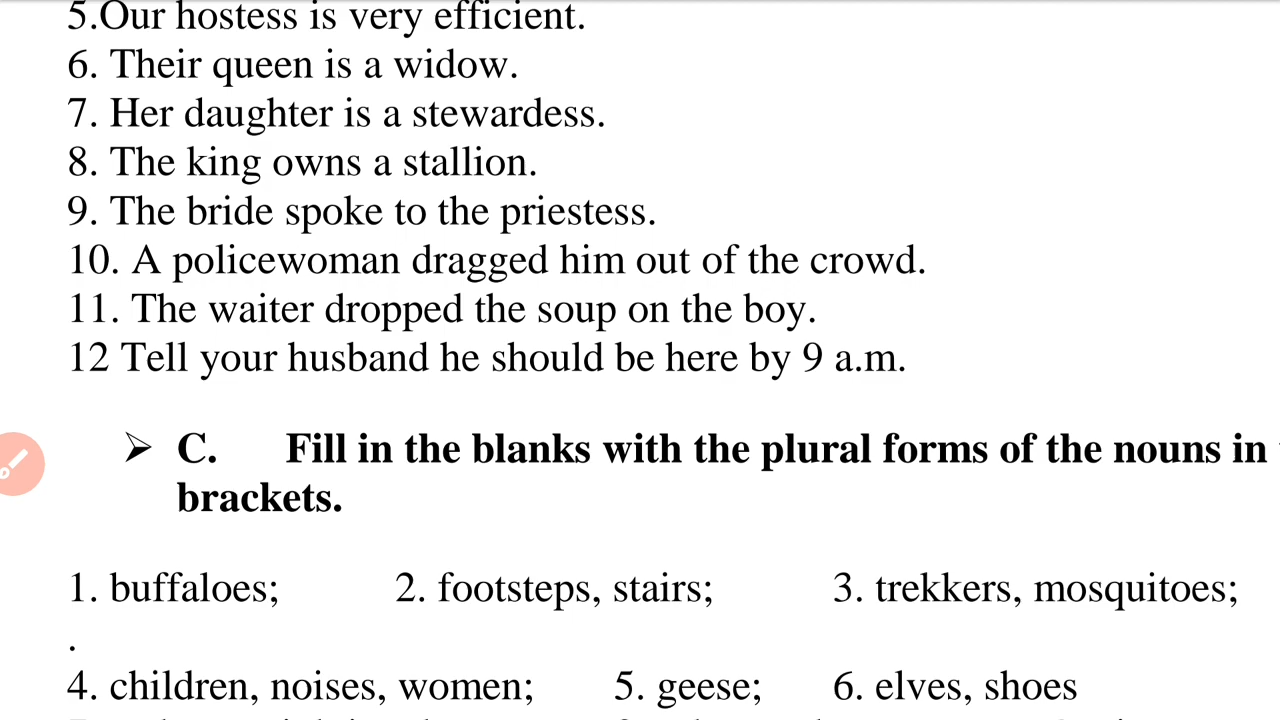 5.Our hostess is very efficient.
6. Their queen is a widow.
7. Her daughter is a stewardess.
8. The king owns a stallion.
9. The bride spoke to the priestess.
10. A policewoman dragged him out of the crowd.
11. The waiter dropped the soup on the boy.
12 Tell your husband he should be here by 9 a.m.
➢ C. Fill in the blanks with the plural forms of the nouns in
brackets.
1. buffaloes; 2. footsteps, stairs; 3. trekkers, mosquitoes;
.
4. children, noises, women; 5. geese; 6. elves, shoes